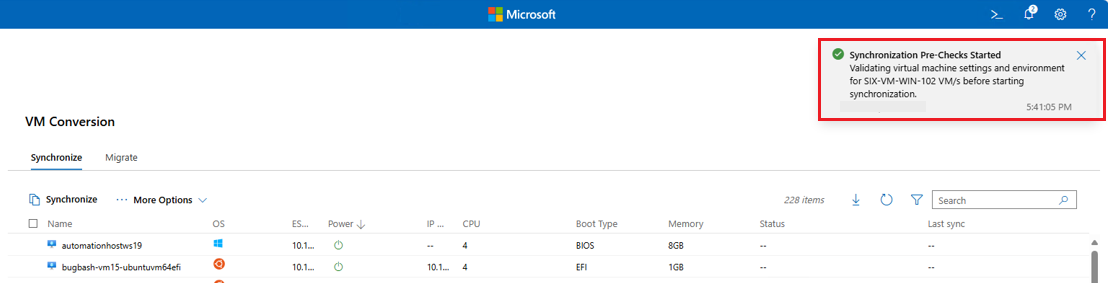 Microsoft
2
Synchronization Pre-Checks Started
Validating virtual machine settings and environment
for SIX-VM-WIN-102 VM/s before starting
synchronization.
5:41:05 PM
VM Conversion
Synchronize Migrate
Synchronize ··· More Options 228 items Search
Name OS ES... Power ↓ IP ... CPU Boot Type Memory Status Last sync
automationhostws19 10.1... -- 4 BIOS 8GB -- --
bugbash-vm15-ubuntuvm64efi 10.1... 10.1... 4 EFI 1GB -- --